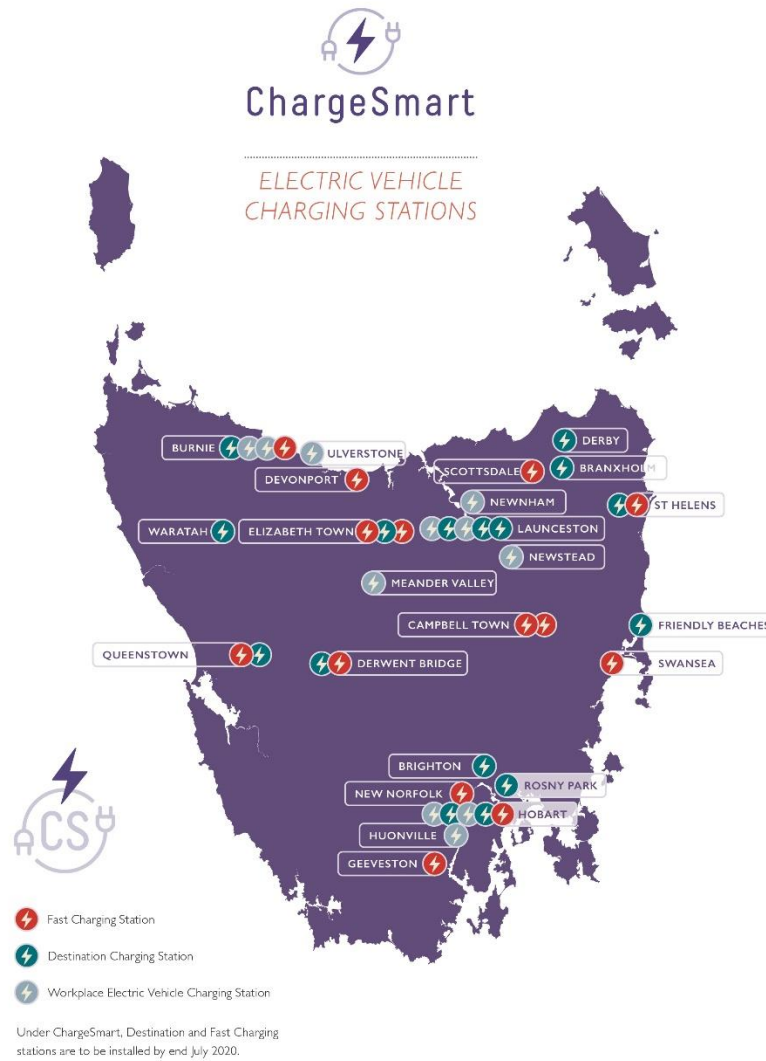 ChargeSmart
ELECTRIC VEHICLE
CHARGING STATIONS
DERBY
BURNIE
ULVERSTONE
BRANXHOLM
SCOTTSDALE
DEVONPORT
NEWNHAM
ST HELENS
WARATAH
ELIZABETH TOWN
LAUNCESTON
NEWSTEAD
MEANDER VALLEY
CAMPBELL TOWN
FRIENDLY BEACHES
QUEENSTOWN
DERWENT BRIDGE
SWANSEA
BRIGHTON
ROSNY PARK
NEW NORFOLK
HOBART
HUONVILLE
GEEVESTON
CS
Fast Charging Station
Destination Charging Station
Workplace Electric Vehicle Charging Station
Under ChargeSmart, Destination and Fast Charging
stations are to be installed by end July 2020.